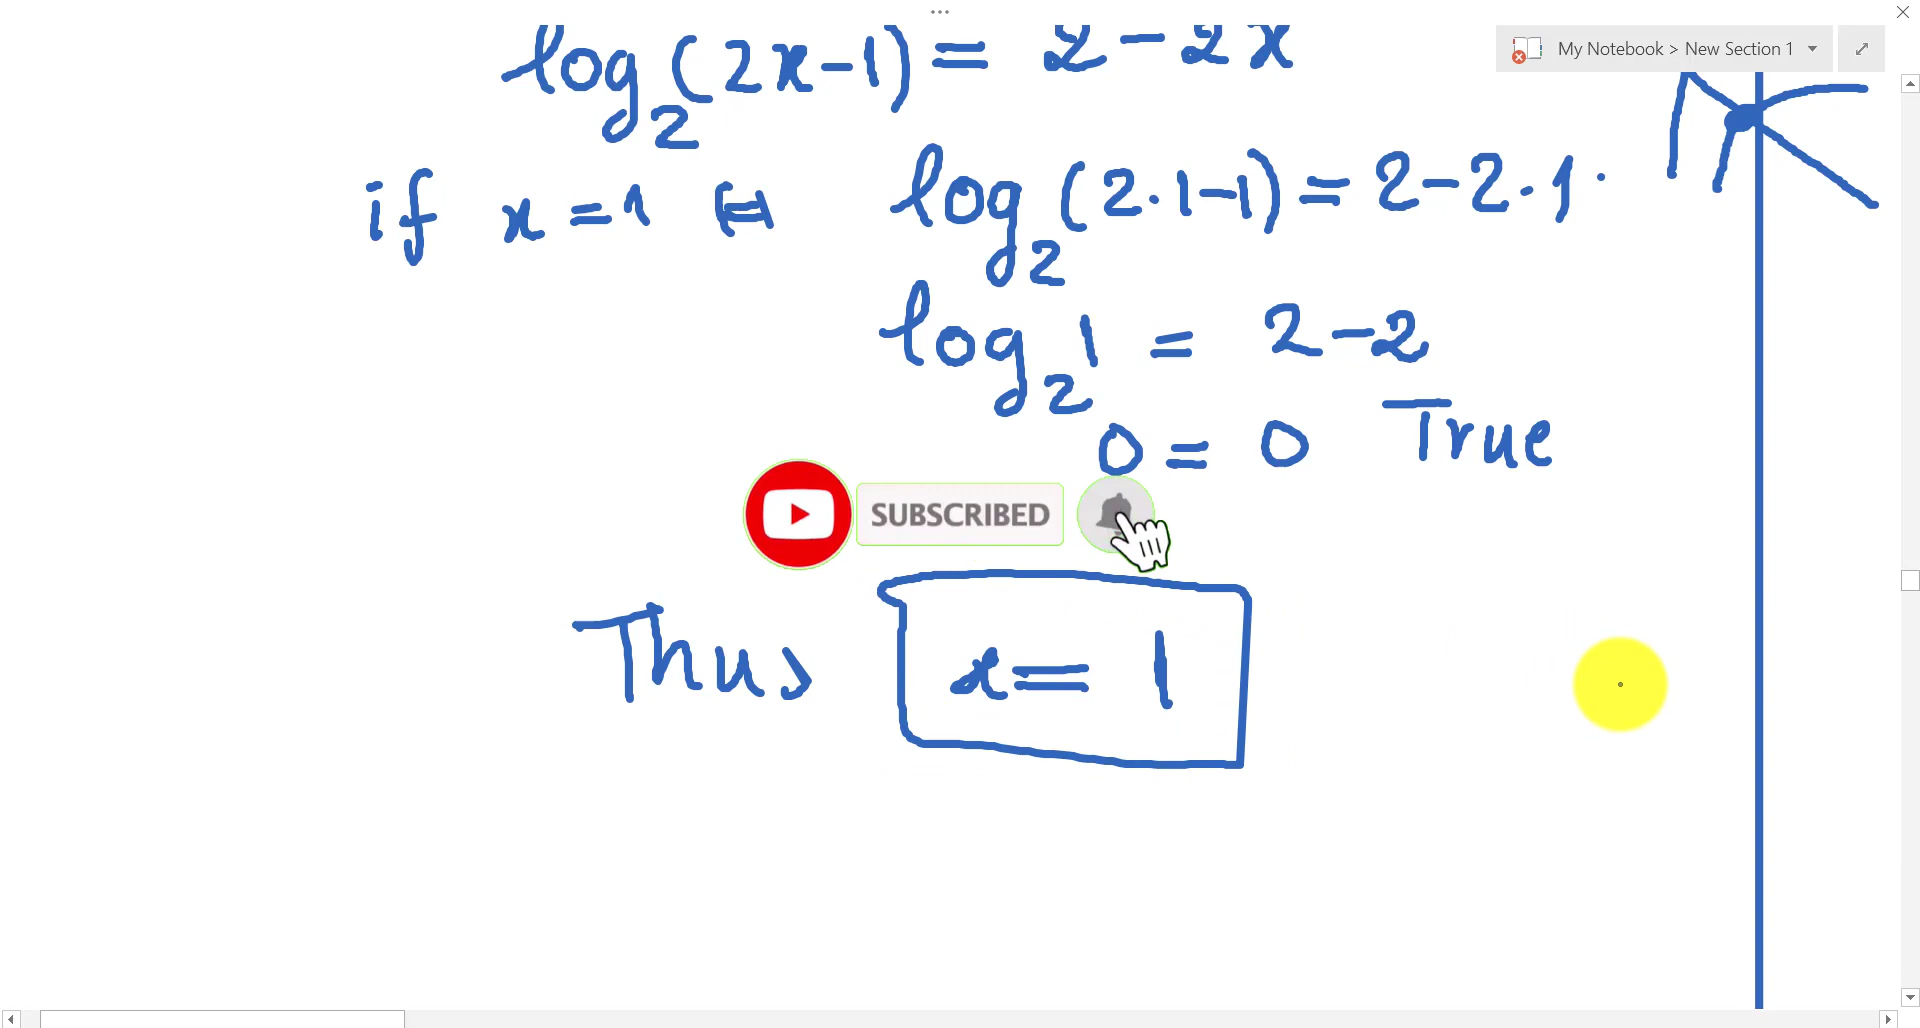 My Notebook > New Section 1
log₂(2x-1) = 2-2x
if x=1 ⇔ log₂(2·1-1) = 2-2·1.
log₂1 = 2-2
0 = 0 True
SUBSCRIBED
Thus x = 1